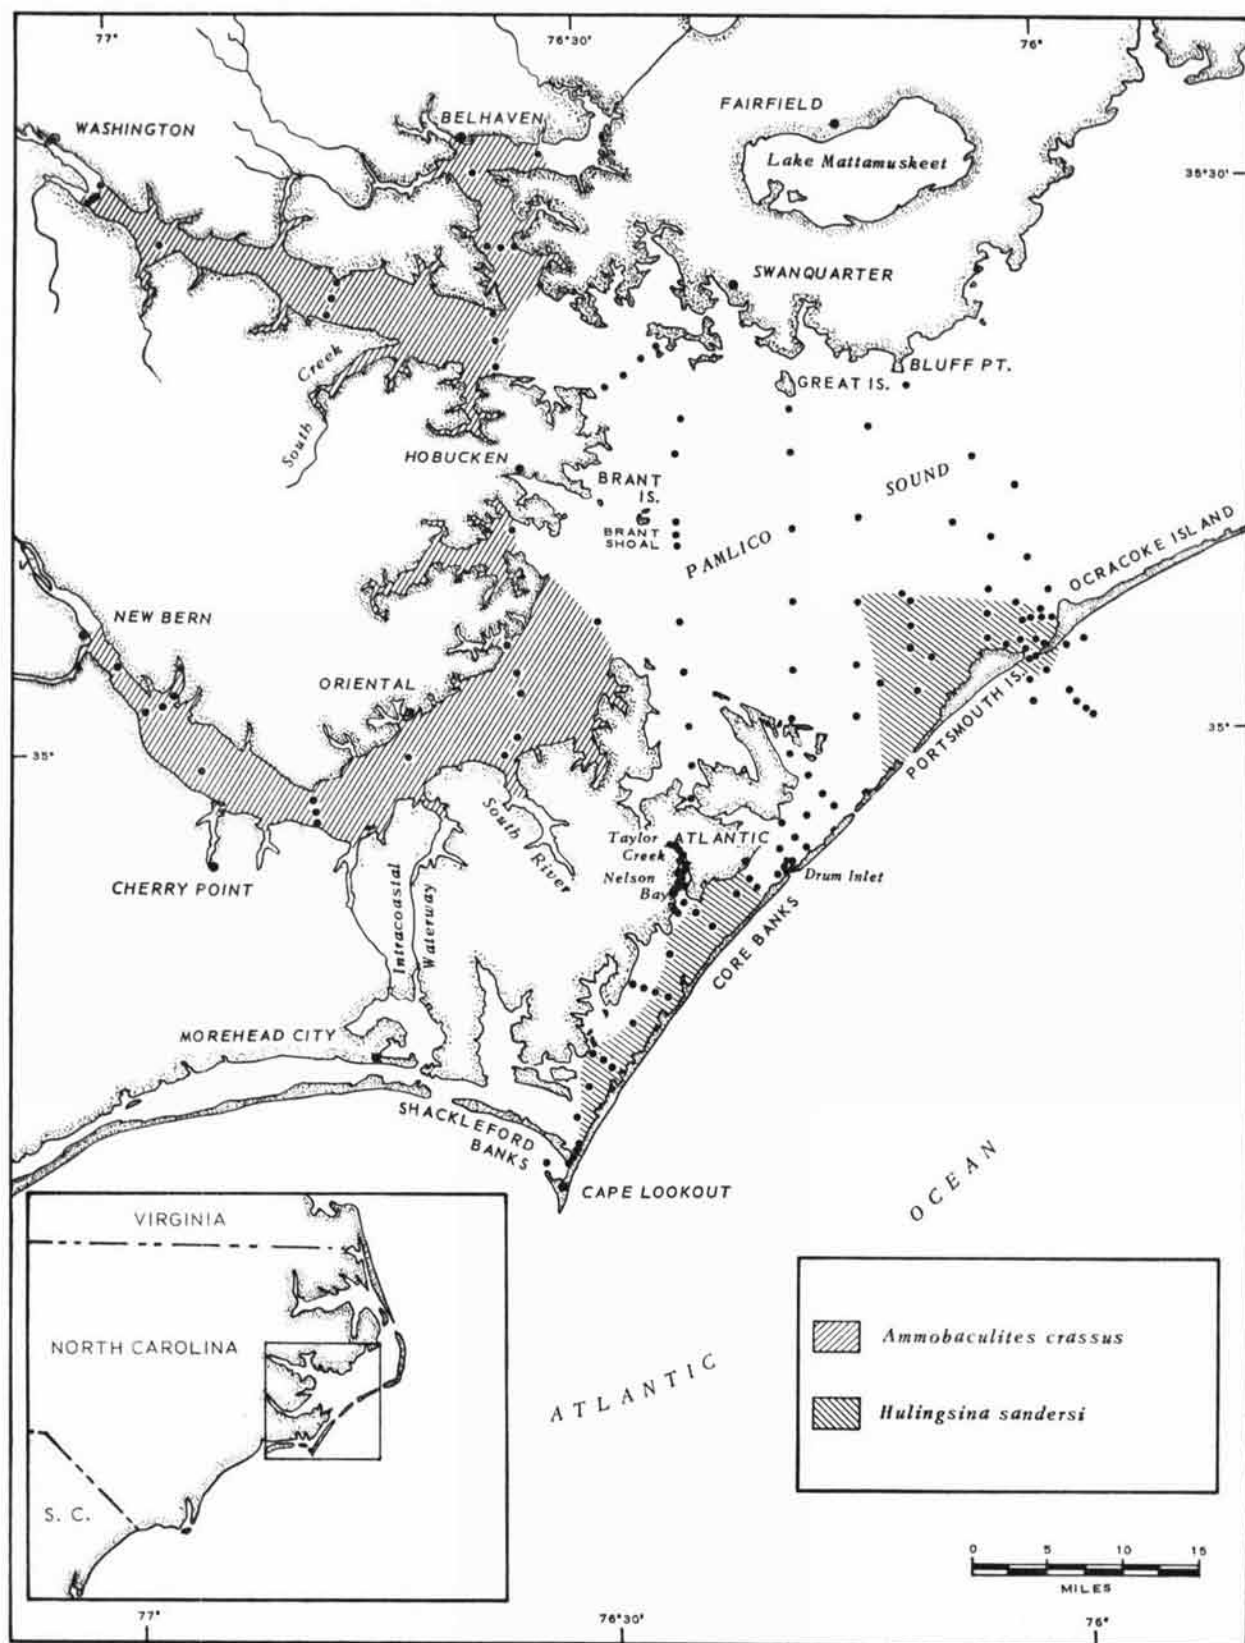 77°
76°30'
76°
WASHINGTON
BELHAVEN
FAIRFIELD
Lake Mattamuskeet
35°30'
SWANQUARTER
South Creek
BLUFF PT.
GREAT IS.
HOBUCKEN
BRANT
IS.
BRANT
SHOAL
PAMLICO
SOUND
OCRACOKE ISLAND
NEW BERN
ORIENTAL
PORTSMOUTH IS.
35°
35°
South River
Taylor
Creek
ATLANTIC
Nelson
Bay
Drum Inlet
CHERRY POINT
Intracoastal
Waterway
CORE BANKS
MOREHEAD CITY
SHACKLEFORD
BANKS
CAPE LOOKOUT
ATLANTIC
OCEAN
VIRGINIA
NORTH CAROLINA
S. C.
Ammobaculites crassus
Hulingsina sandersi
0 5 10 15
MILES
77°
76°30'
76°